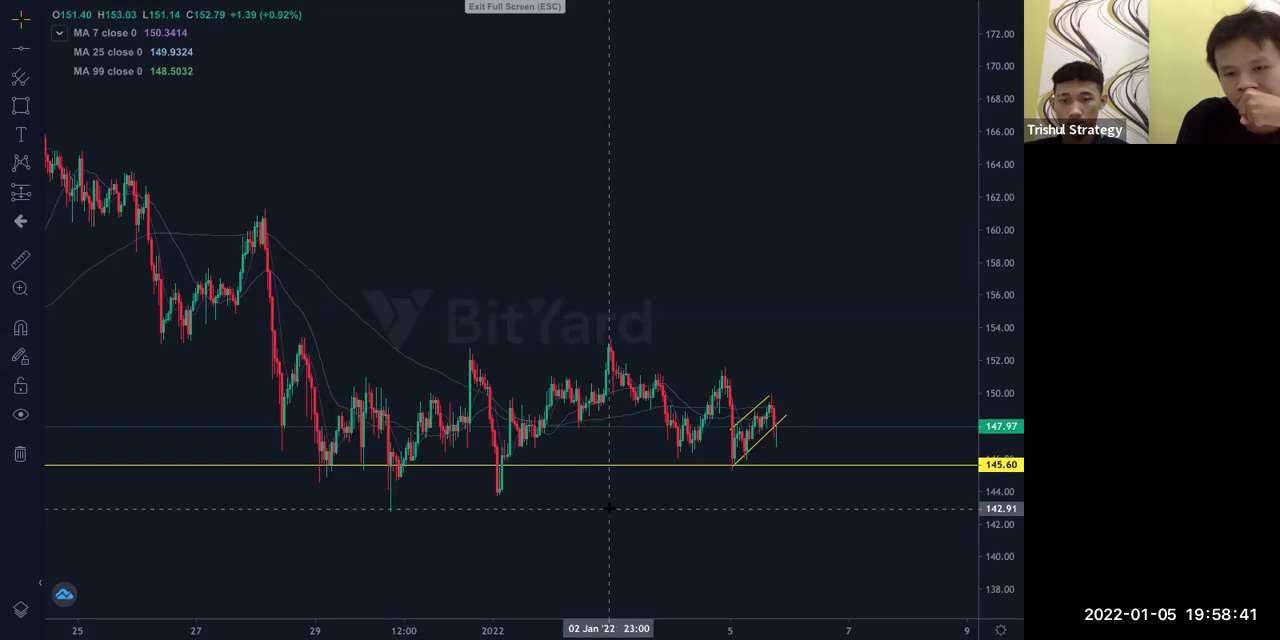 Exit Full Screen (ESC)
O151.40 H153.03 L151.14 C152.79 +1.39 (+0.92%)
MA 7 close 0 150.3414
MA 25 close 0 149.9324
MA 99 close 0 148.5032
BitYard
172.00
170.00
168.00
166.00
164.00
162.00
160.00
158.00
156.00
154.00
152.00
150.00
147.97
145.60
144.00
142.91
142.00
140.00
138.00
25 27 29 12:00 2022 02 Jan '22 23:00 5 7 9
Trishul Strategy
2022-01-05 19:58:41